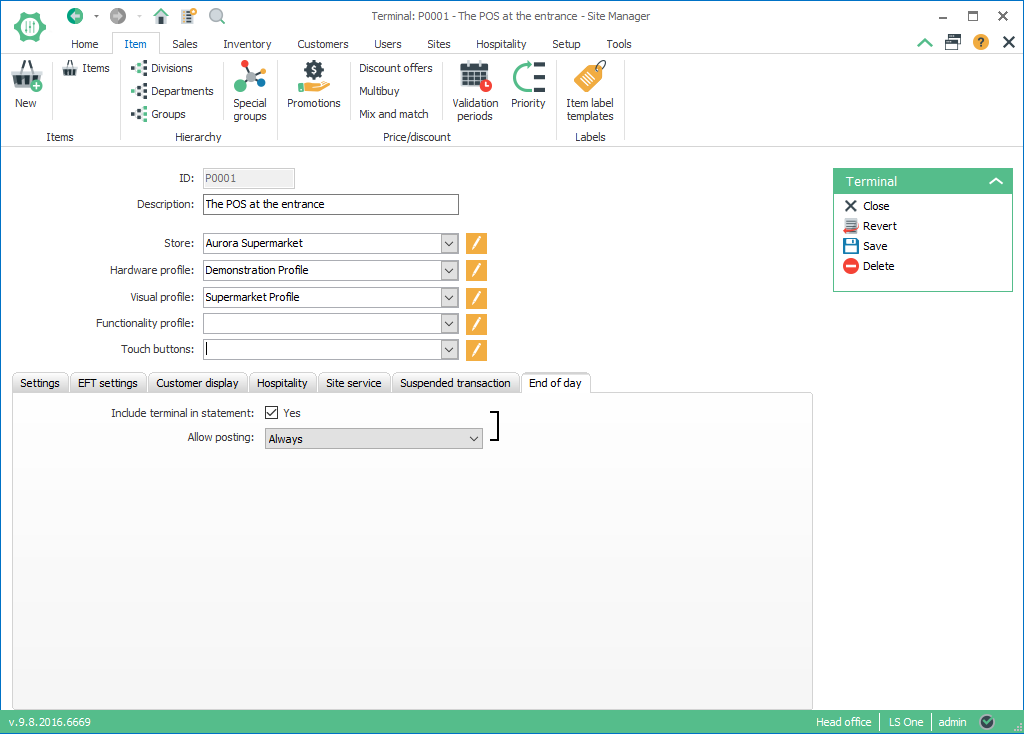 Terminal: P0001 - The POS at the entrance - Site Manager
Home Item Sales Inventory Customers Users Sites Hospitality Setup Tools
New
Items
Items
Divisions
Departments
Groups
Special groups
Hierarchy
Promotions
Discount offers
Multibuy
Mix and match
Validation periods
Priority
Price/discount
Item label templates
Labels
ID: P0001
Description: The POS at the entrance
Store: Aurora Supermarket
Hardware profile: Demonstration Profile
Visual profile: Supermarket Profile
Functionality profile:
Touch buttons:
Terminal
Close
Revert
Save
Delete
Settings EFT settings Customer display Hospitality Site service Suspended transaction End of day
Include terminal in statement: Yes
Allow posting: Always
v.9.8.2016.6669
Head office LS One admin